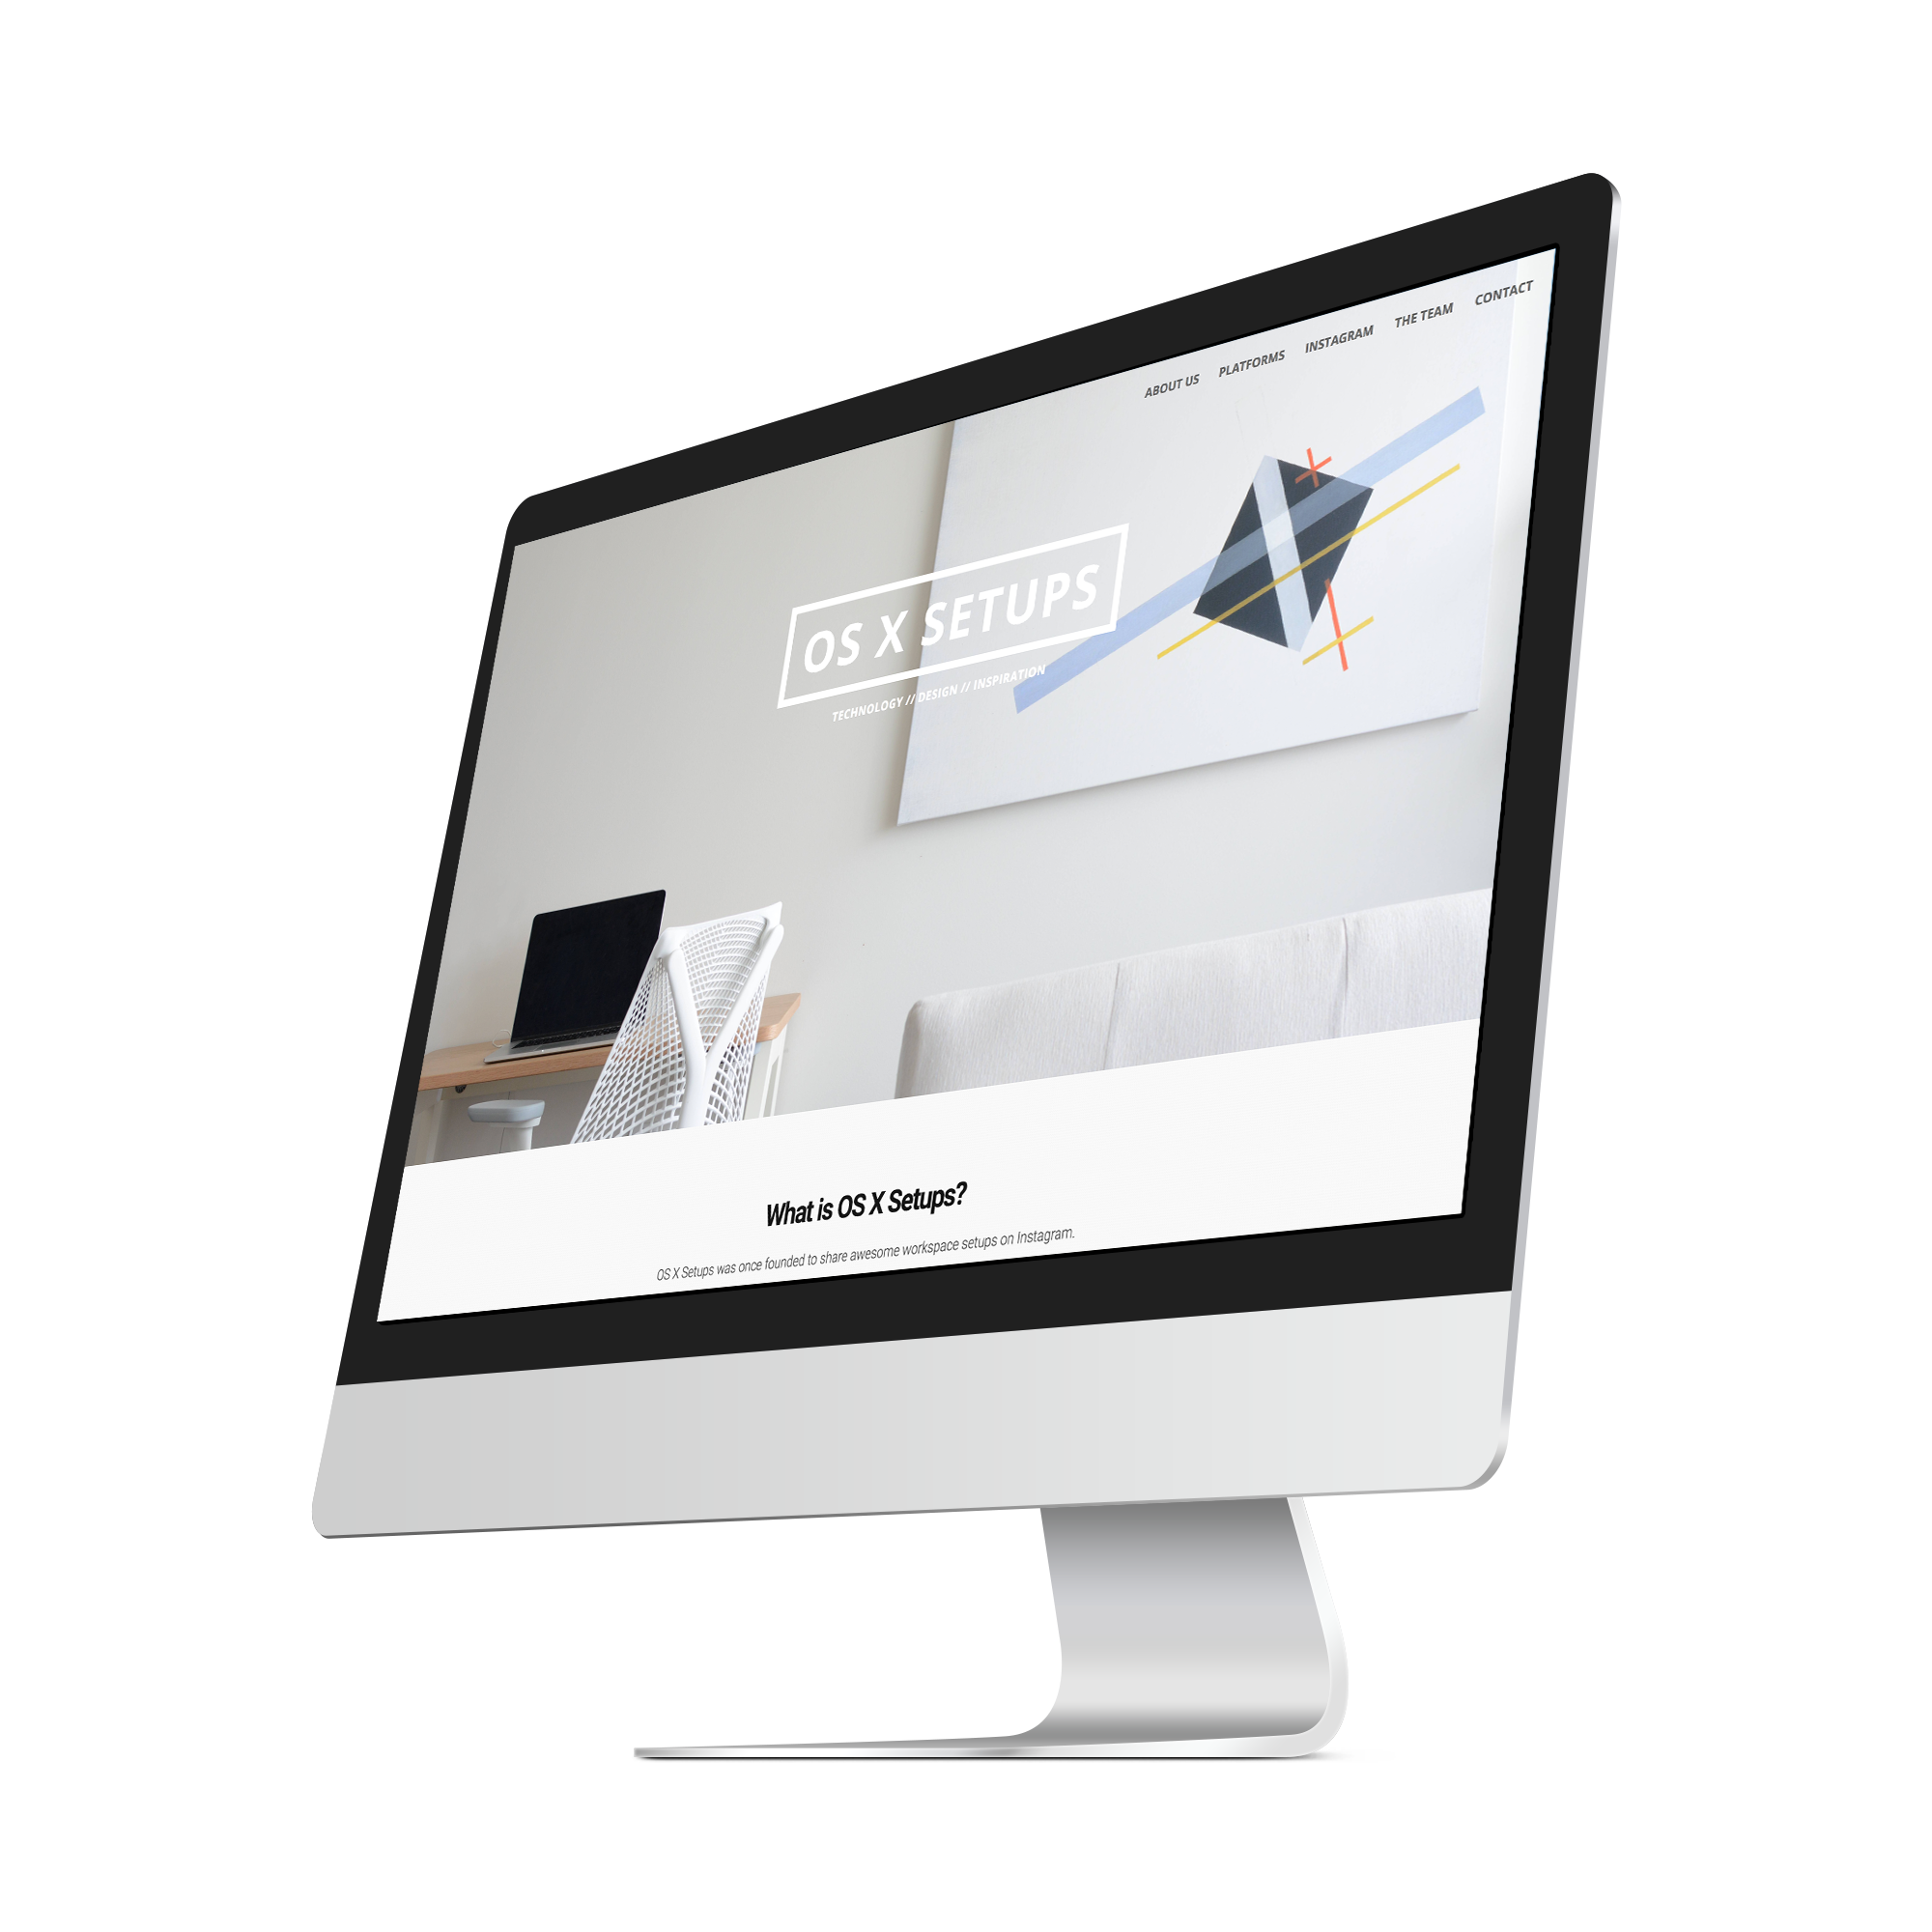 ABOUT US PLATFORMS INSTAGRAM THE TEAM CONTACT
OS X SETUPS
TECHNOLOGY // DESIGN // INSPIRATION
What is OS X Setups?
OS X Setups was once founded to share awesome workspace setups on Instagram.